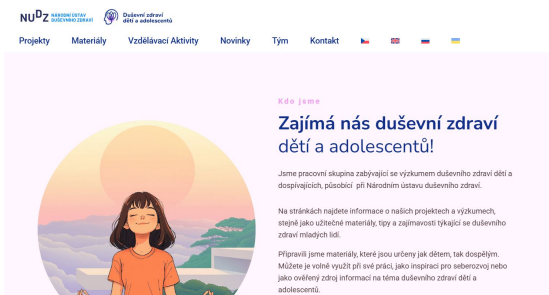 NUDZ NÁRODNÍ ÚSTAV DUŠEVNÍHO ZDRAVÍ
Duševní zdraví dětí a adolescentů
Projekty Materiály Vzdělávací Aktivity Novinky Tým Kontakt
Kdo jsme
Zajímá nás duševní zdraví
dětí a adolescentů!
Jsme pracovní skupina zabývající se výzkumem duševního zdraví dětí a
dospívajících, působící při Národním ústavu duševního zdraví.
Na stránkách najdete informace o našich projektech a výzkumech,
stejně jako užitečné materiály, tipy a zajímavosti týkající se duševního
zdraví mladých lidí.
Připravili jsme materiály, které jsou určeny jak dětem, tak dospělým.
Můžete je volně využít při své práci, jako inspiraci pro seberozvoj nebo
jako ověřený zdroj informací na téma duševního zdraví dětí a
adolescentů.